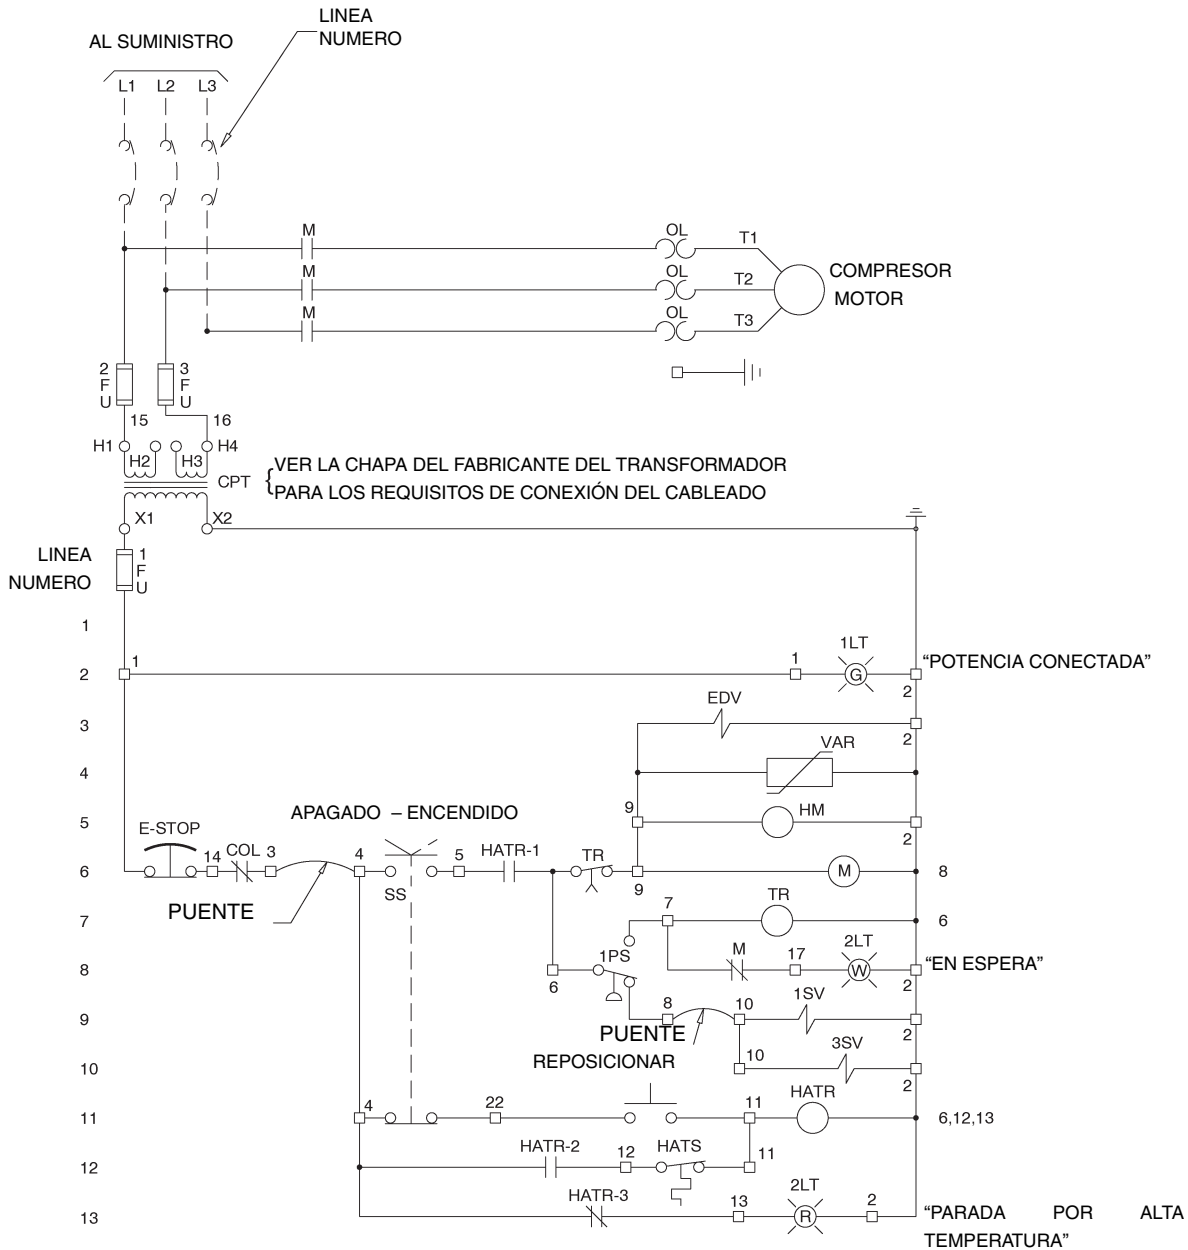 LINEA
NUMERO
AL SUMINISTRO
L1 L2 L3
M OL T1
M OL T2
COMPRESOR
MOTOR
M OL T3
2
F
U
3
F
U
15 16
H1 H2 H3 H4
CPT
{VER LA CHAPA DEL FABRICANTE DEL TRANSFORMADOR
PARA LOS REQUISITOS DE CONEXIÓN DEL CABLEADO
X1 X2
LINEA
NUMERO
1
F
U
1
1LT
2 1 1 G 2 “POTENCIA CONECTADA”
EDV
3 2
VAR
4
APAGADO – ENCENDIDO
5 9 HM 2
E-STOP
6 14 COL 3 4 SS 5 HATR-1 TR 9 M 8
PUENTE
7 7 TR 6
8 6 1PS M 17 2LT W 2 “EN ESPERA”
9 8 10 1SV 2
PUENTE
REPOSICIONAR
10 10 3SV 2
11 4 22 11 HATR 6,12,13
12 HATR-2 12 HATS 11
13 HATR-3 13 2LT R 2 “PARADA POR ALTA
TEMPERATURA”